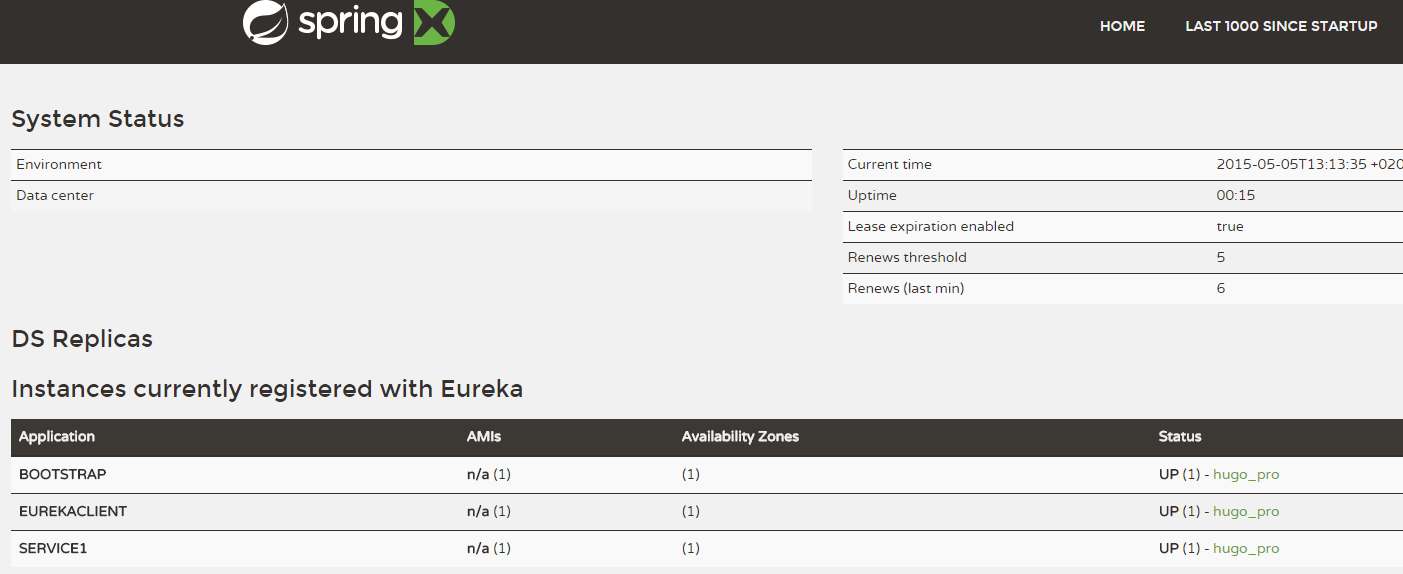 spring
HOME LAST 1000 SINCE STARTUP
System Status
Environment
Data center
Current time 2015-05-05T13:13:35 +020
Uptime 00:15
Lease expiration enabled true
Renews threshold 5
Renews (last min) 6
DS Replicas
Instances currently registered with Eureka
Application AMIs Availability Zones Status
BOOTSTRAP n/a (1) (1) UP (1) - hugo_pro
EUREKACLIENT n/a (1) (1) UP (1) - hugo_pro
SERVICE1 n/a (1) (1) UP (1) - hugo_pro